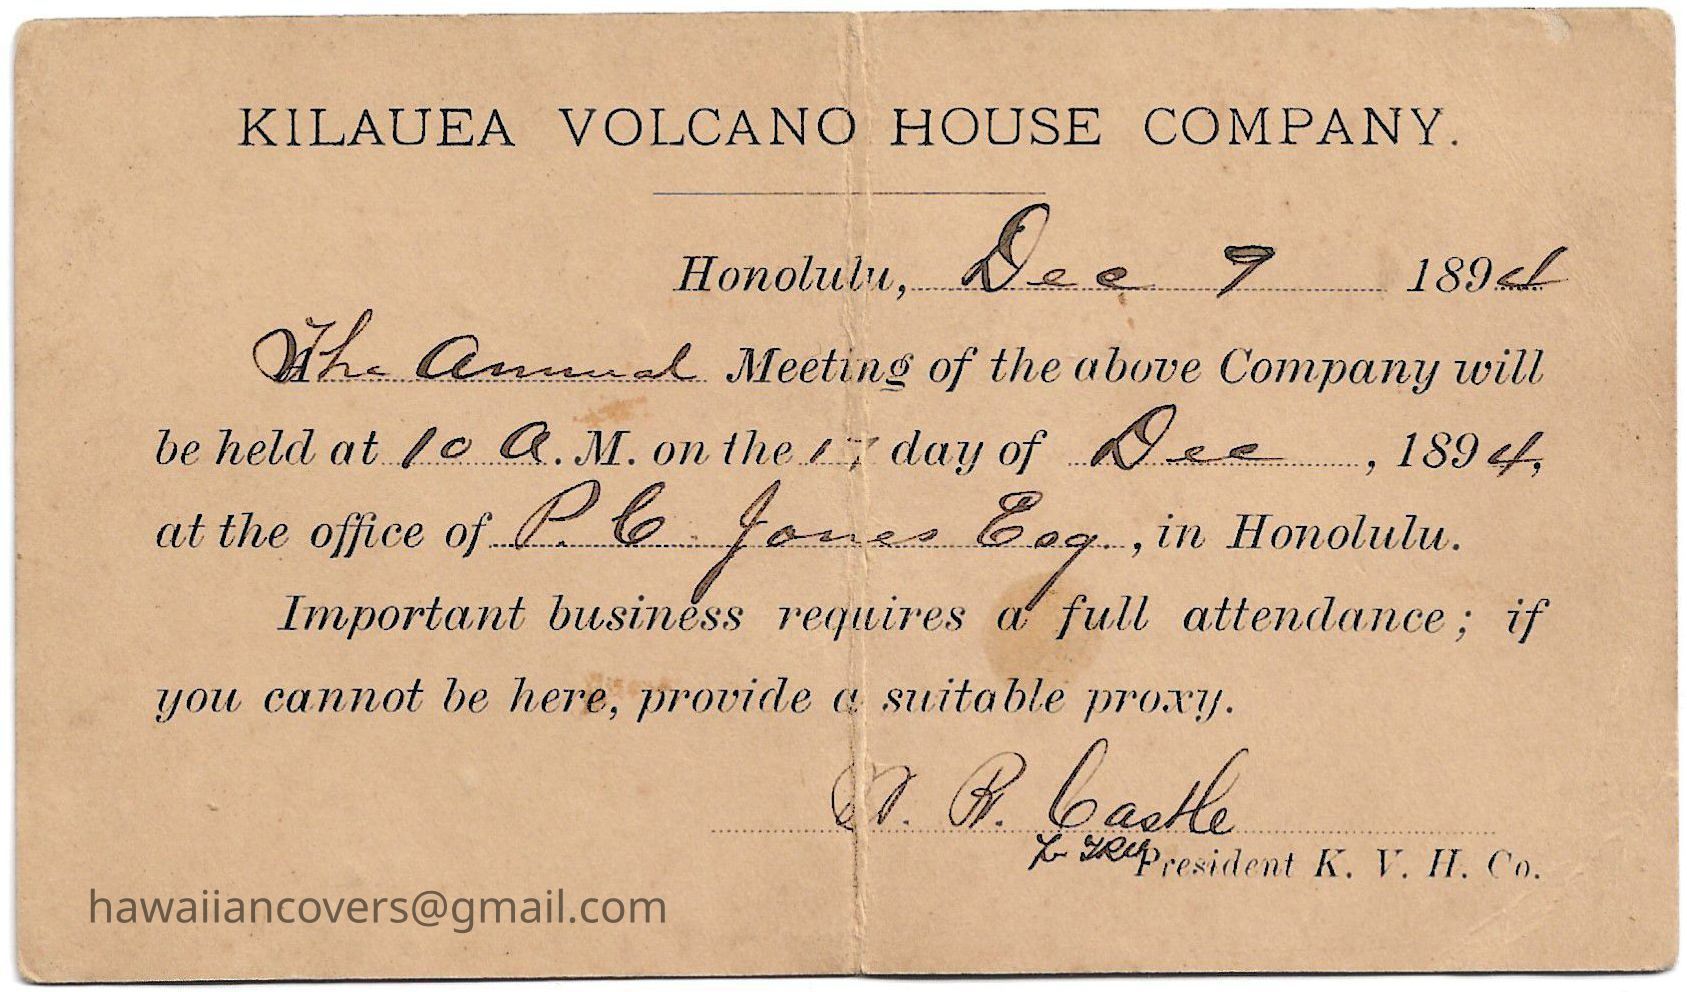 KILAUEA VOLCANO HOUSE COMPANY.
Honolulu, Dec 7 1894
The Annual Meeting of the above Company will
be held at 10 A. M. on the 17 day of Dec, 1894,
at the office of P. C. Jones Esq., in Honolulu.
Important business requires a full attendance; if
you cannot be here, provide a suitable proxy.
W. R. Castle
President K. V. H. Co.
hawaiiancovers@gmail.com